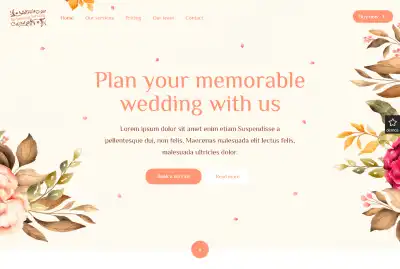 Home Our services Pricing Our team Contact
Plan your memorable
wedding with us
Lorem ipsum dolor sit amet enim etiam Suspendisse a
pellentesque dui, non felis. Maecenas malesuada elit lectus felis,
malesuada ultricies dolor.
Book a service Read more
demos